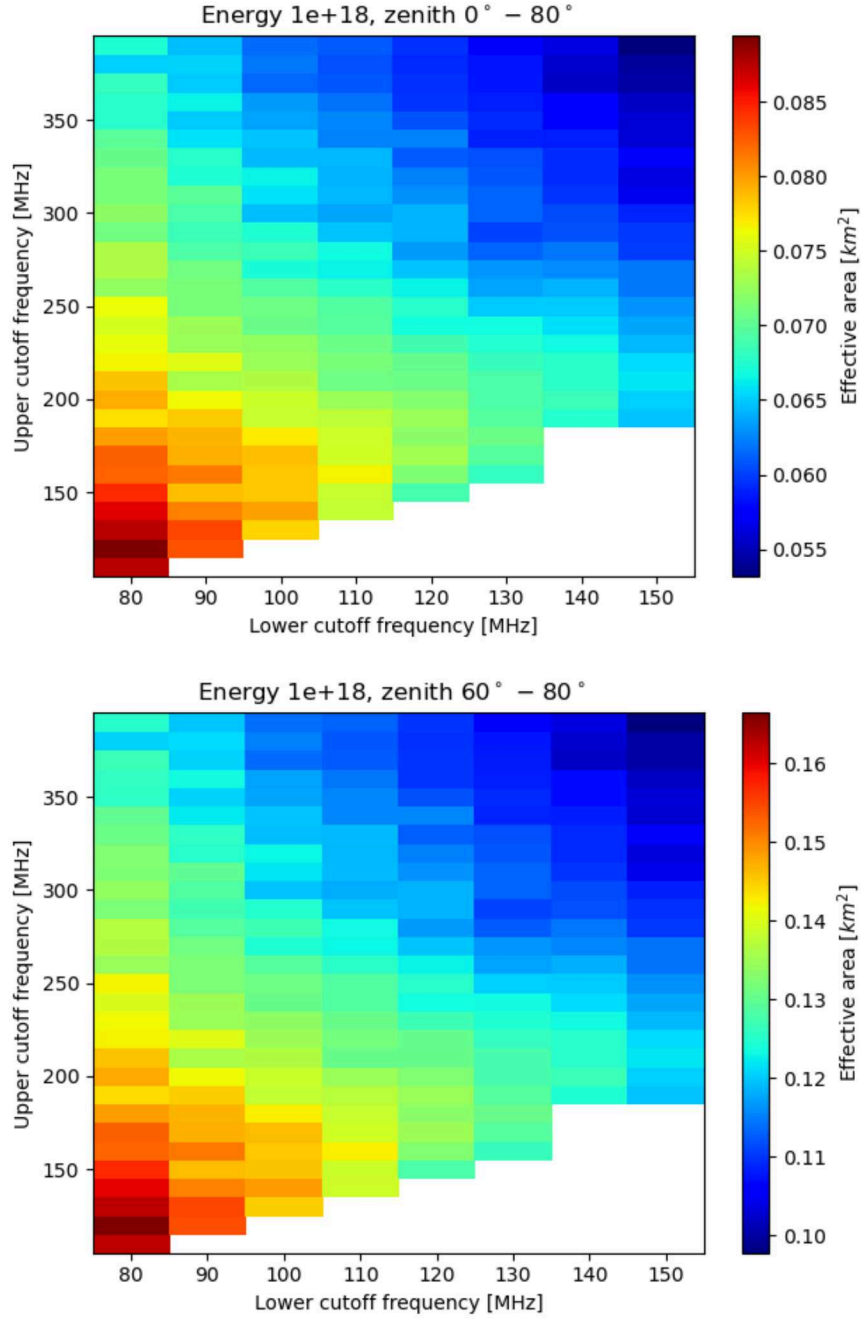 Energy 1e+18, zenith 0° − 80°
350
300
250
200
150
Upper cutoff frequency [MHz]
80 90 100 110 120 130 140 150
Lower cutoff frequency [MHz]
0.085
0.080
0.075
0.070
0.065
0.060
0.055
Effective area [km²]
Energy 1e+18, zenith 60° − 80°
350
300
250
200
150
Upper cutoff frequency [MHz]
80 90 100 110 120 130 140 150
Lower cutoff frequency [MHz]
0.16
0.15
0.14
0.13
0.12
0.11
0.10
Effective area [km²]